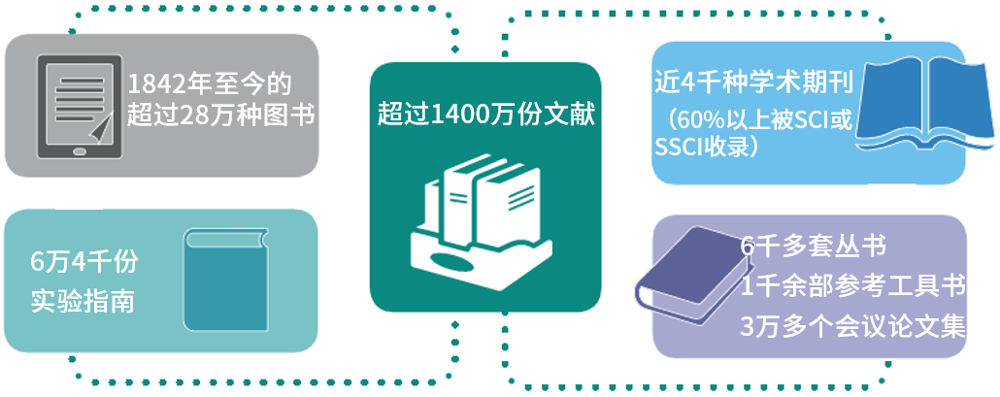 1842年至今的
超过28万种图书
超过1400万份文献
近4千种学术期刊
（60%以上被SCI或
SSCI收录）
6万4千份
实验指南
6千多套丛书
1千余部参考工具书
3万多个会议论文集